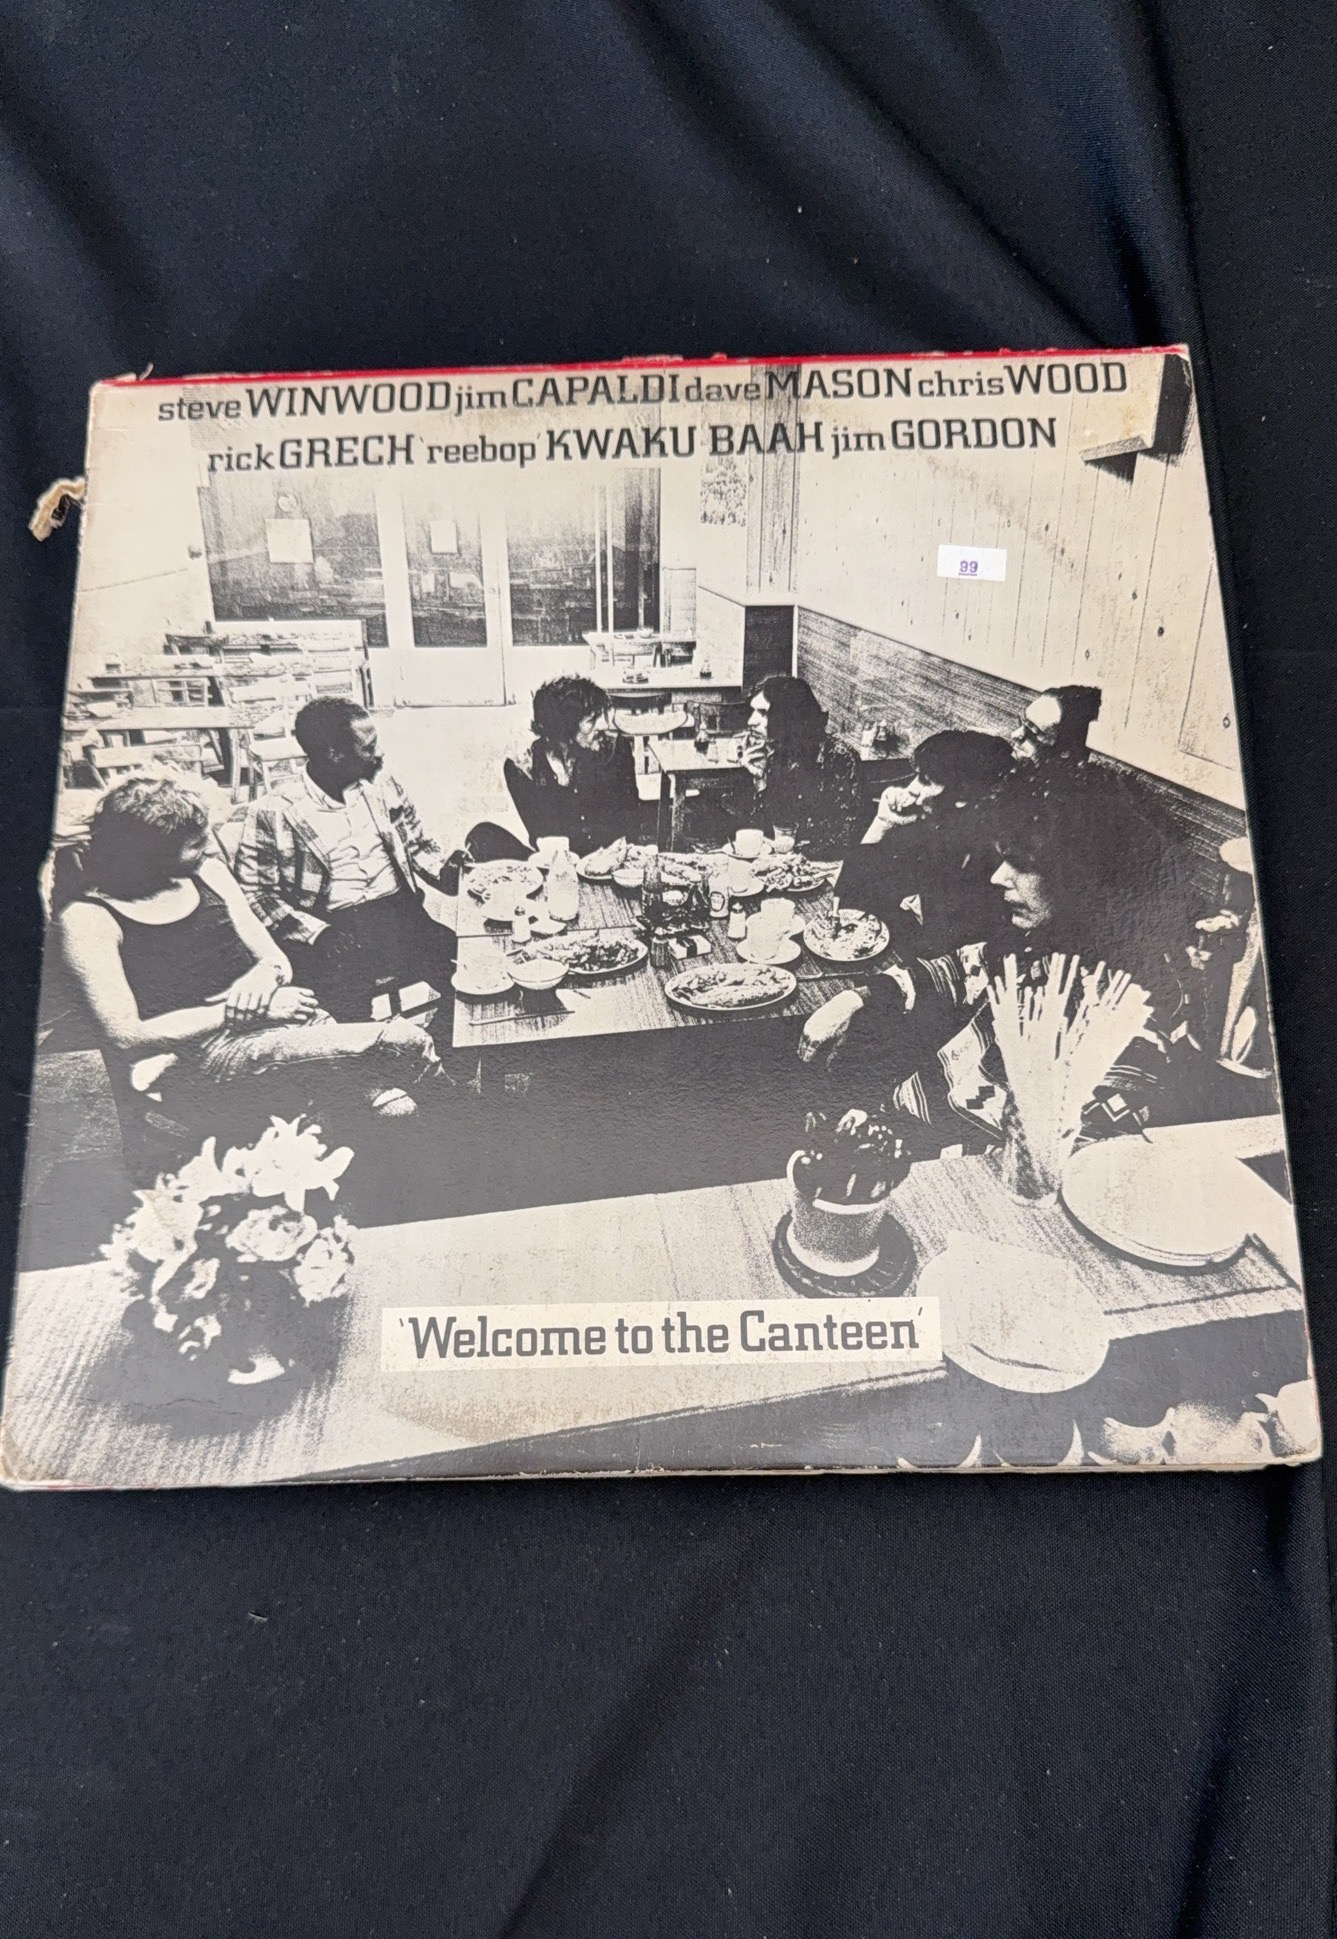 steve WINWOOD jim CAPALDI dave MASON chris WOOD
rick GRECH 'reebop' KWAKU BAAH jim GORDON
99
'Welcome to the Canteen'